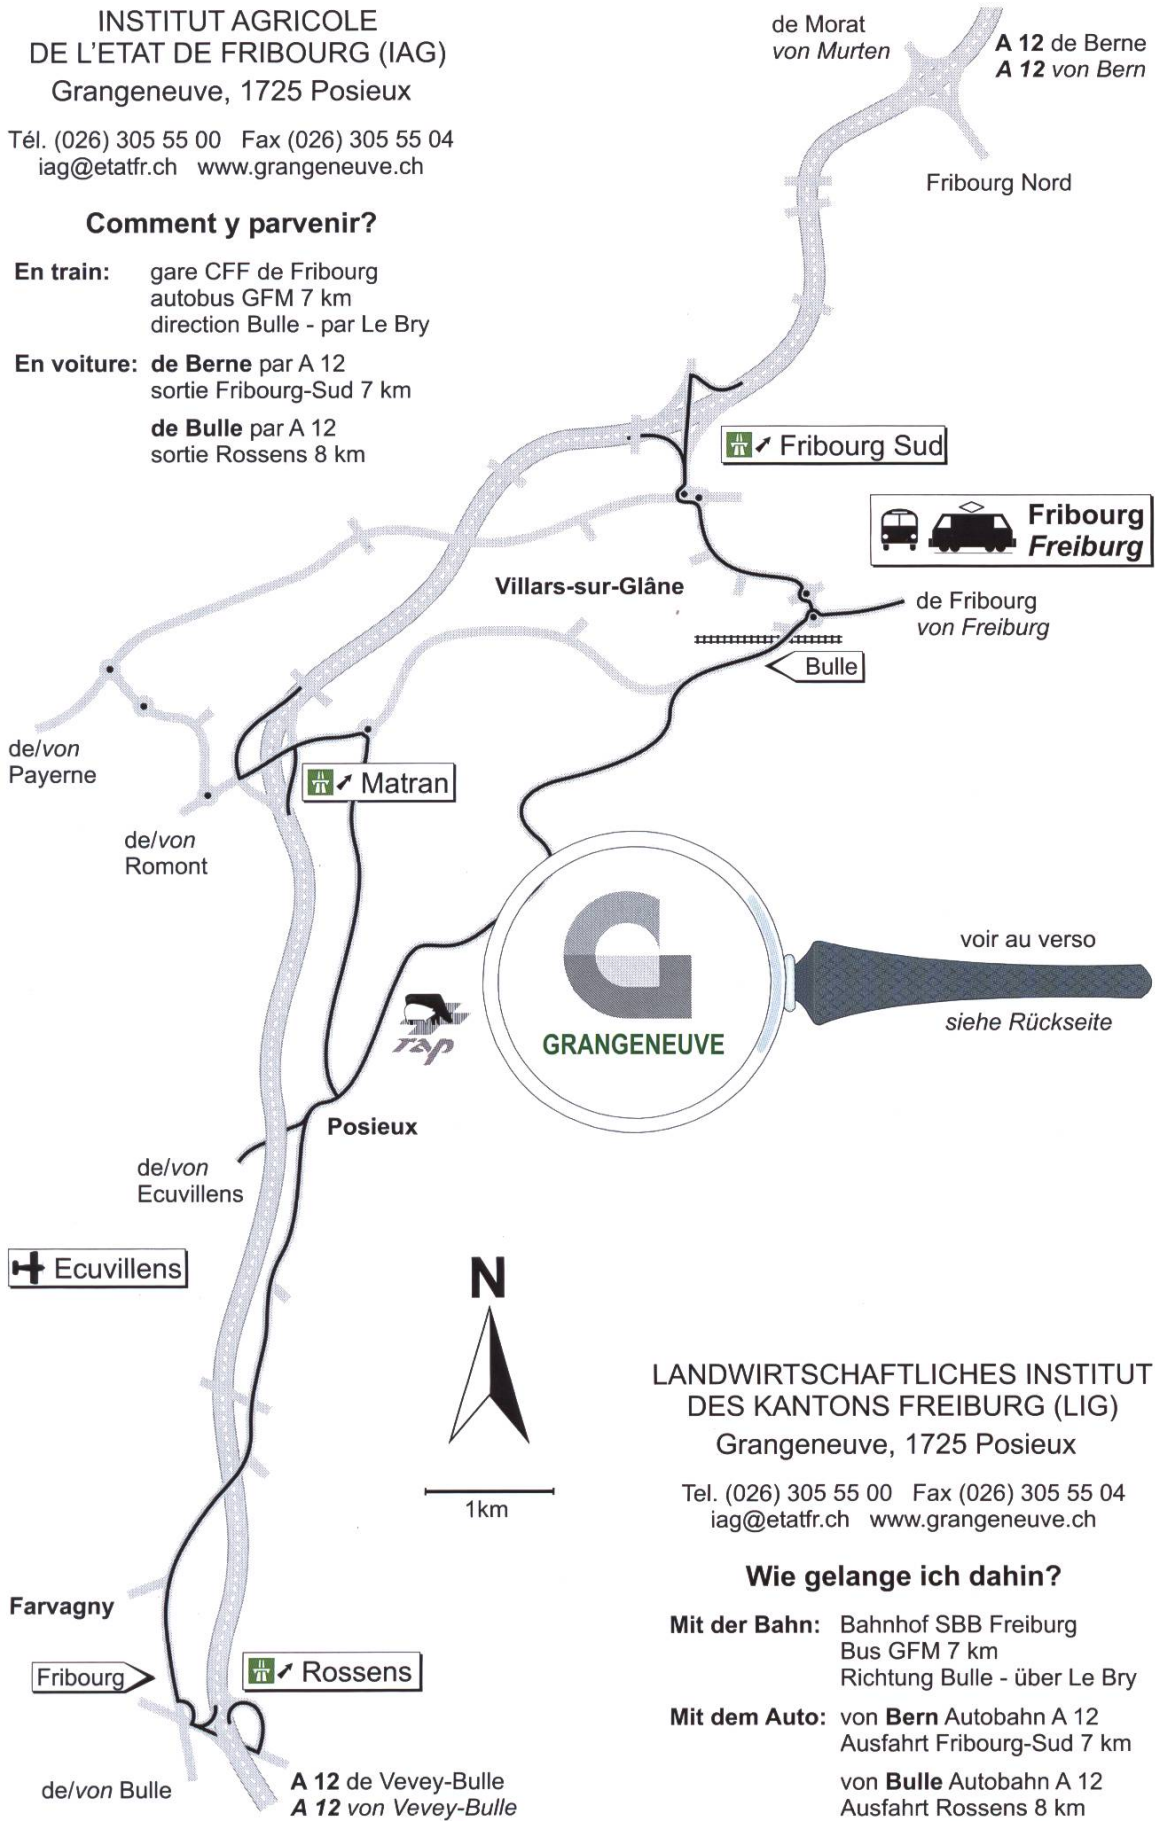 INSTITUT AGRICOLE
DE L'ETAT DE FRIBOURG (IAG)
Grangeneuve, 1725 Posieux
Tél. (026) 305 55 00 Fax (026) 305 55 04
iag@etatfr.ch www.grangeneuve.ch
Comment y parvenir?
En train: gare CFF de Fribourg
autobus GFM 7 km
direction Bulle - par Le Bry
En voiture: de Berne par A 12
sortie Fribourg-Sud 7 km
de Bulle par A 12
sortie Rossens 8 km
de Morat
von Murten
A 12 de Berne
A 12 von Bern
Fribourg Nord
Fribourg Sud
Fribourg
Freiburg
Villars-sur-Glâne
de Fribourg
von Freiburg
Bulle
de/von
Payerne
Matran
de/von
Romont
GRANGENEUVE
voir au verso
siehe Rückseite
rap
Posieux
de/von
Ecuvillens
Ecuvillens
N
1km
Farvagny
Fribourg
Rossens
de/von Bulle
A 12 de Vevey-Bulle
A 12 von Vevey-Bulle
LANDWIRTSCHAFTLICHES INSTITUT
DES KANTONS FREIBURG (LIG)
Grangeneuve, 1725 Posieux
Tel. (026) 305 55 00 Fax (026) 305 55 04
iag@etatfr.ch www.grangeneuve.ch
Wie gelange ich dahin?
Mit der Bahn: Bahnhof SBB Freiburg
Bus GFM 7 km
Richtung Bulle - über Le Bry
Mit dem Auto: von Bern Autobahn A 12
Ausfahrt Fribourg-Sud 7 km
von Bulle Autobahn A 12
Ausfahrt Rossens 8 km